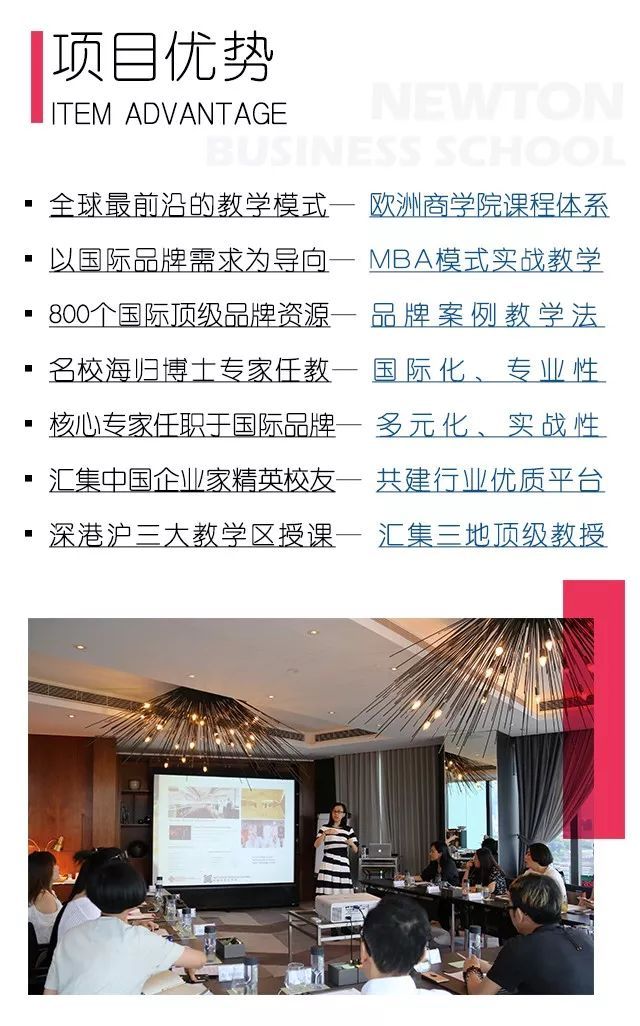 项目优势
ITEM ADVANTAGE
NEWTON
BUSINESS SCHOOL
全球最前沿的教学模式— 欧洲商学院课程体系
以国际品牌需求为导向— MBA模式实战教学
800个国际顶级品牌资源— 品牌案例教学法
名校海归博士专家任教— 国际化、专业性
核心专家任职于国际品牌— 多元化、实战性
汇集中国企业家精英校友— 共建行业优质平台
深港沪三大教学区授课— 汇集三地顶级教授